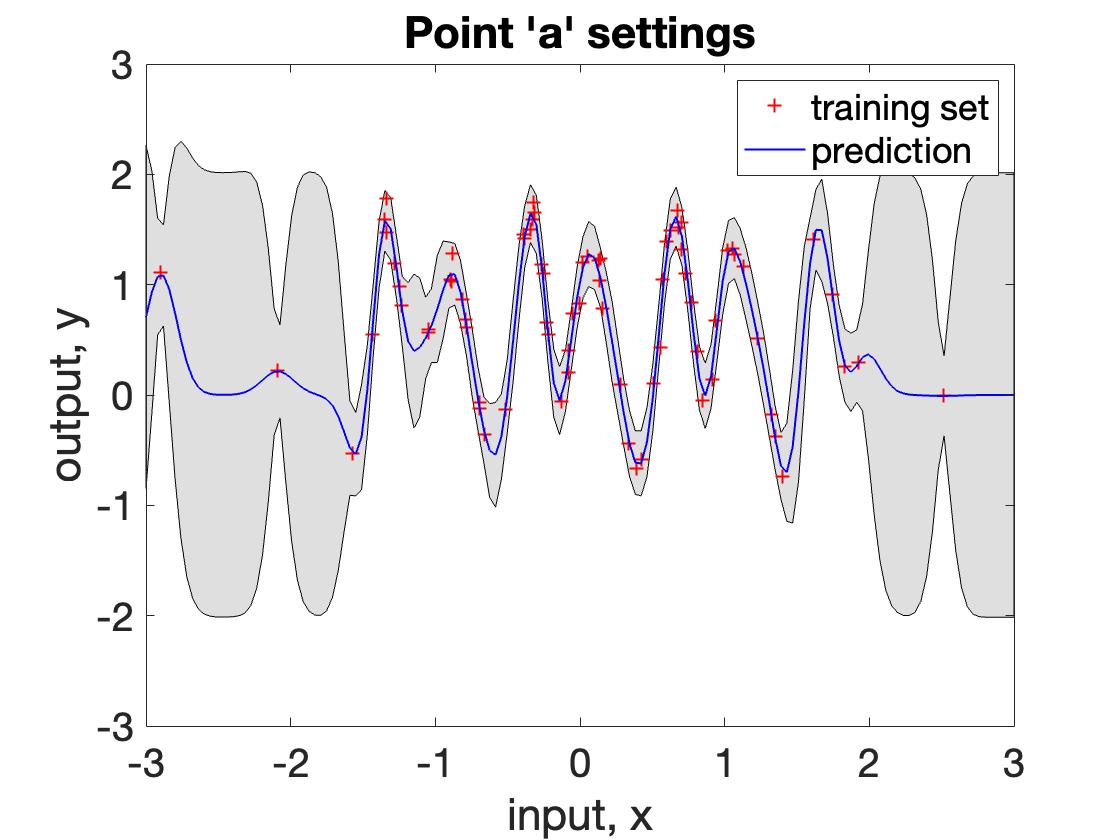 Point 'a' settings
training set
prediction
output, y
3
2
1
0
-1
-2
-3
-3 -2 -1 0 1 2 3
input, x